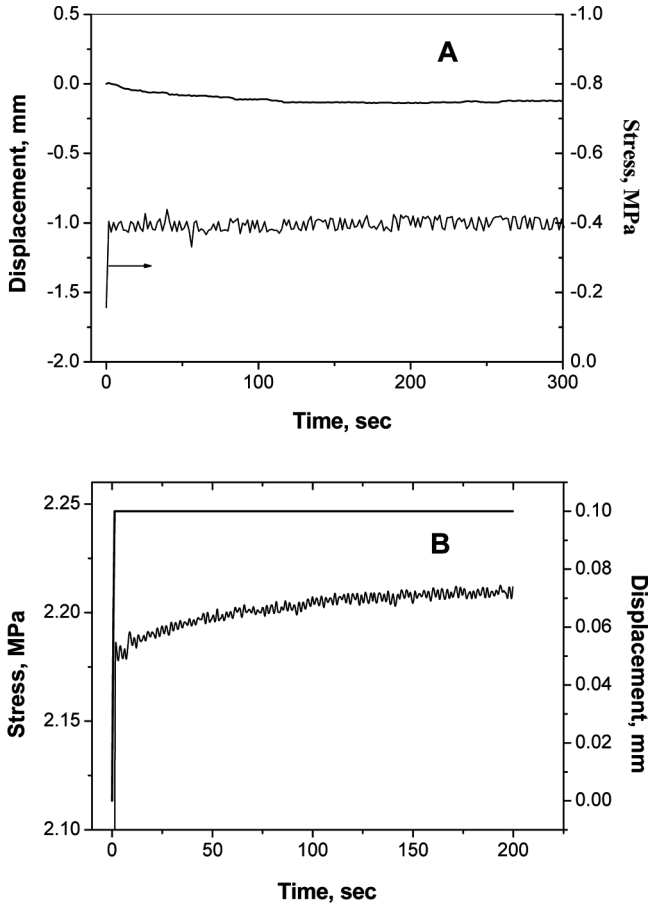 0.5
0.0
-0.5
-1.0
-1.5
-2.0
Displacement, mm
A
-1.0
-0.8
-0.6
-0.4
-0.2
0.0
Stress, MPa
0 100 200 300
Time, sec
2.25
2.20
2.15
2.10
Stress, MPa
B
0.10
0.08
0.06
0.04
0.02
0.00
Displacement, mm
0 50 100 150 200
Time, sec